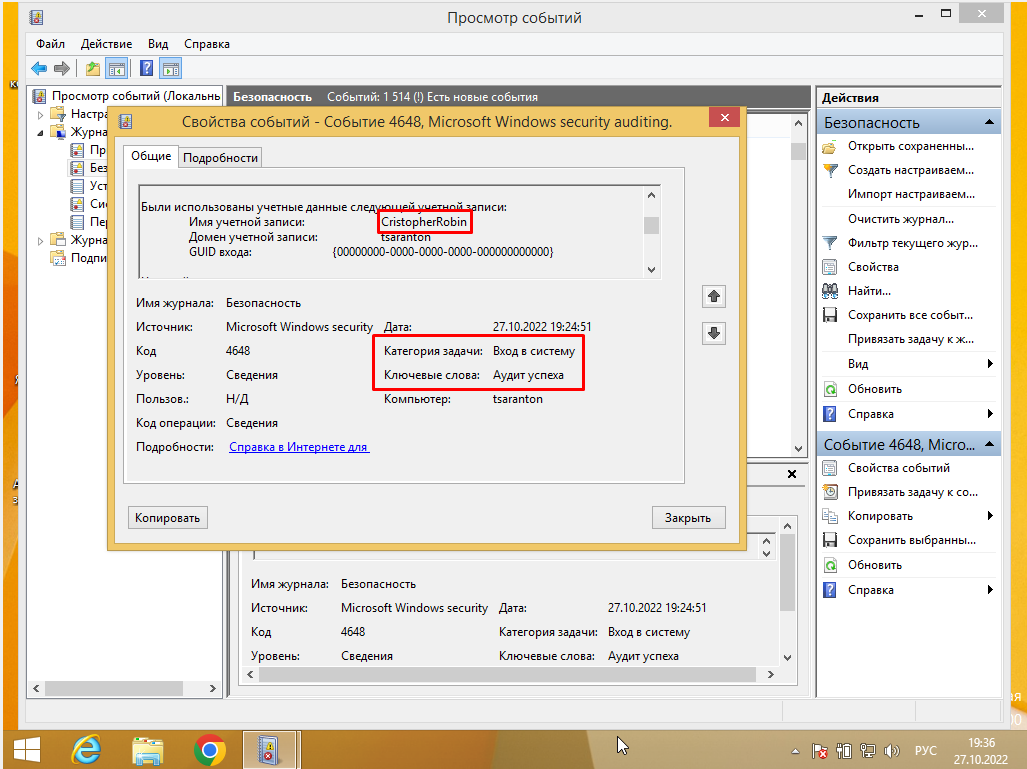 Просмотр событий
Файл Действие Вид Справка
Просмотр событий (Локальн
Настра
Журна
Пр
Без
Уст
Сис
Пер
Журна
Подпи
Безопасность Событий: 1 514 (!) Есть новые события
Свойства событий - Событие 4648, Microsoft Windows security auditing.
Общие Подробности
Были использованы учетные данные следующей учетной записи:
Имя учетной записи: CristopherRobin
Домен учетной записи: tsaranton
GUID входа: {00000000-0000-0000-0000-000000000000}
Имя журнала: Безопасность
Источник: Microsoft Windows security Дата: 27.10.2022 19:24:51
Код 4648 Категория задачи: Вход в систему
Уровень: Сведения Ключевые слова: Аудит успеха
Пользов.: Н/Д Компьютер: tsaranton
Код операции: Сведения
Подробности: Справка в Интернете для
Копировать Закрыть
Имя журнала: Безопасность
Источник: Microsoft Windows security Дата: 27.10.2022 19:24:51
Код 4648 Категория задачи: Вход в систему
Уровень: Сведения Ключевые слова: Аудит успеха
Действия
Безопасность
Открыть сохраненны...
Создать настраиваем...
Импорт настраиваем...
Очистить журнал...
Фильтр текущего жур...
Свойства
Найти...
Сохранить все событ...
Привязать задачу к ж...
Вид
Обновить
Справка
Событие 4648, Micro...
Свойства событий
Привязать задачу к со...
Копировать
Сохранить выбранны...
Обновить
Справка
РУС
19:36
27.10.2022